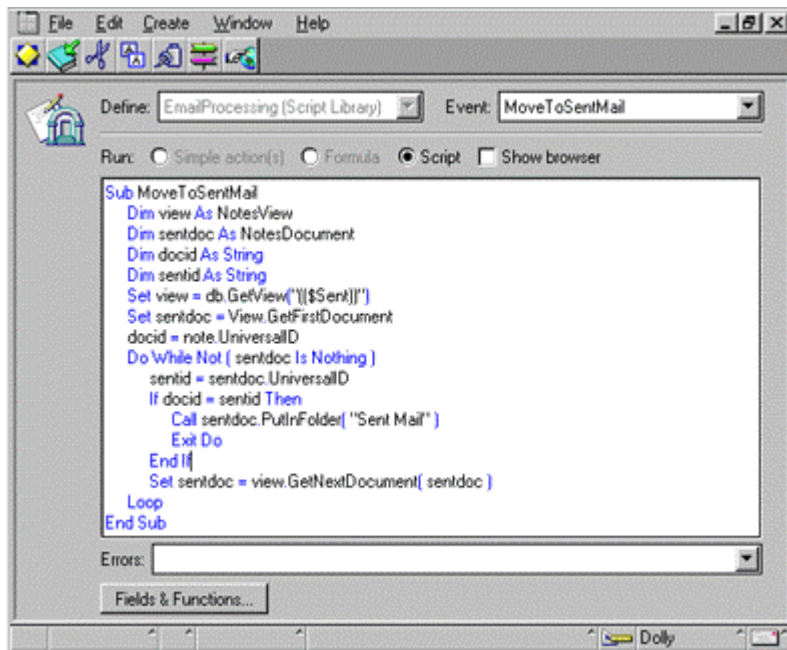 File Edit Create Window Help
Define: EmailProcessing (Script Library) Event: MoveToSentMail
Run: Simple action(s) Formula Script Show browser
Sub MoveToSentMail
Dim view As NotesView
Dim sentdoc As NotesDocument
Dim docid As String
Dim sentid As String
Set view = db.GetView("(($Sent))")
Set sentdoc = View.GetFirstDocument
docid = note.UniversalID
Do While Not ( sentdoc Is Nothing )
sentid = sentdoc.UniversalID
If docid = sentid Then
Call sentdoc.PutInFolder( "Sent Mail" )
Exit Do
End If
Set sentdoc = view.GetNextDocument( sentdoc )
Loop
End Sub
Errors:
Fields & Functions...
Dolly